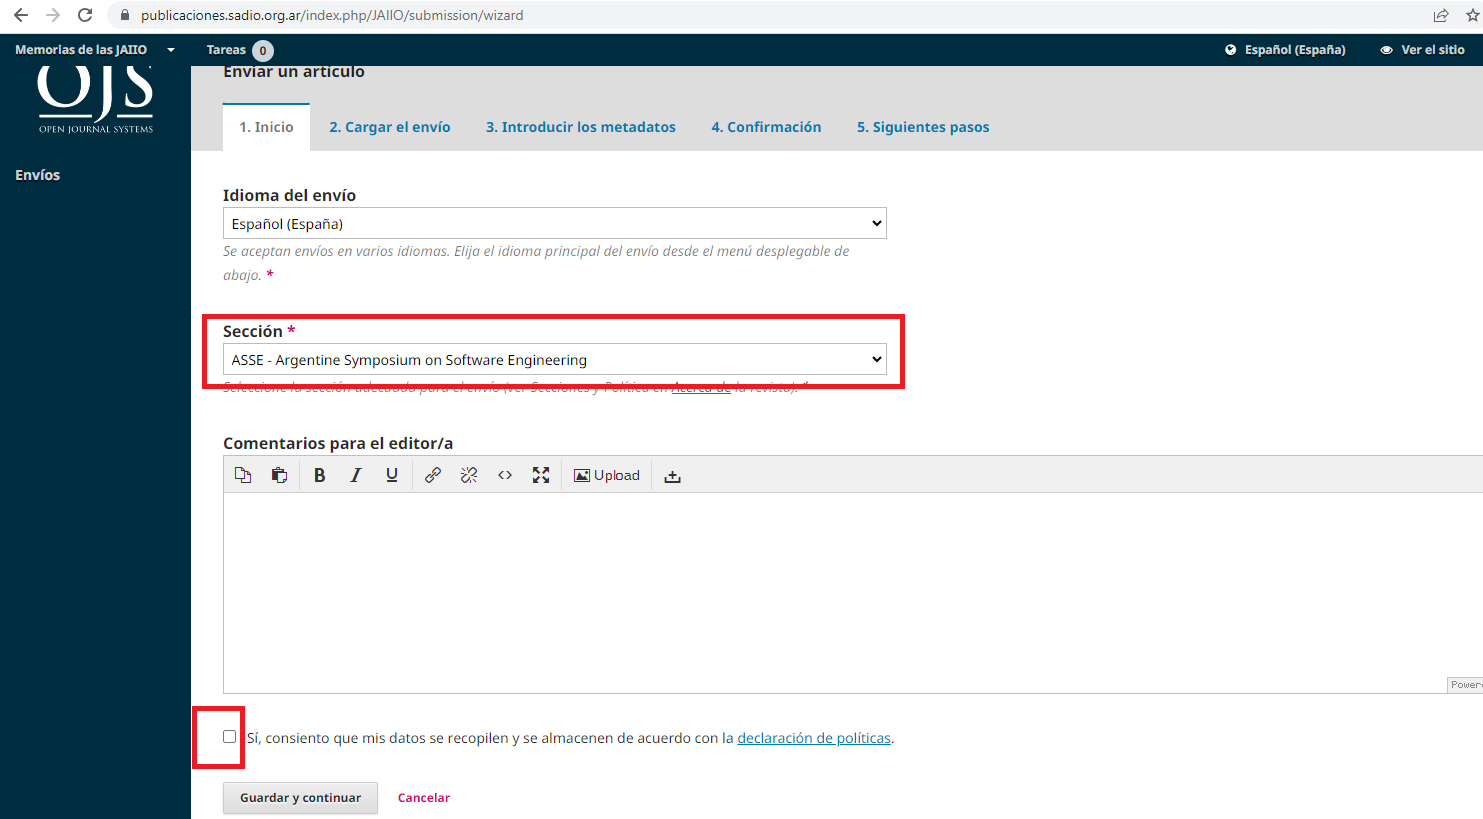 publicaciones.sadio.org.ar/index.php/JAIIO/submission/wizard
Memorias de las JAIIO
Tareas 0
Español (España)
Ver el sitio
OJS
OPEN JOURNAL SYSTEMS
Envíos
Enviar un artículo
1. Inicio
2. Cargar el envío
3. Introducir los metadatos
4. Confirmación
5. Siguientes pasos
Idioma del envío
Español (España)
Se aceptan envíos en varios idiomas. Elija el idioma principal del envío desde el menú desplegable de
abajo. *
Sección *
ASSE - Argentine Symposium on Software Engineering
Seleccione la sección adecuada para el envío (ver Secciones y Política en Acerca de la revista). *
Comentarios para el editor/a
B I U Upload
Sí, consiento que mis datos se recopilen y se almacenen de acuerdo con la declaración de políticas.
Guardar y continuar
Cancelar